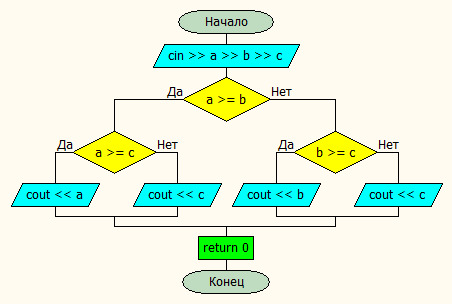 Начало
cin >> a >> b >> c
Да
Нет
a >= b
Да
Нет
Да
Нет
a >= c
b >= c
cout << a
cout << c
cout << b
cout << c
return 0
Конец